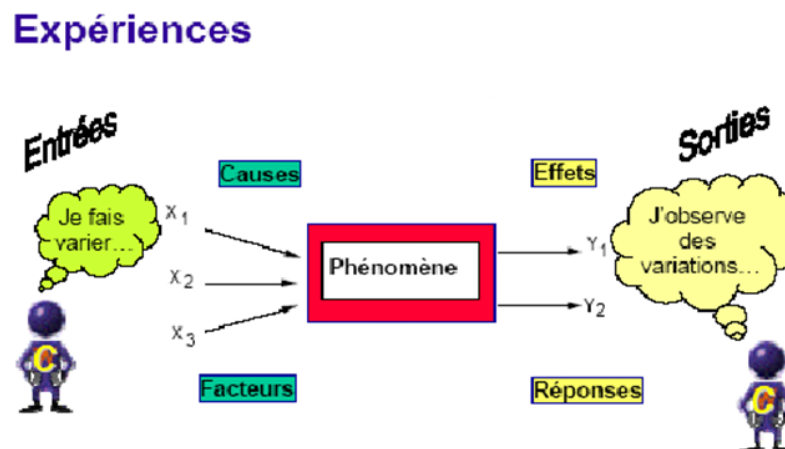 Expériences
Entrées
Sorties
Causes
Effets
Je fais
varier...
X1
X2
X3
Phénomène
Y1
Y2
J'observe
des
variations...
Facteurs
Réponses
C
C